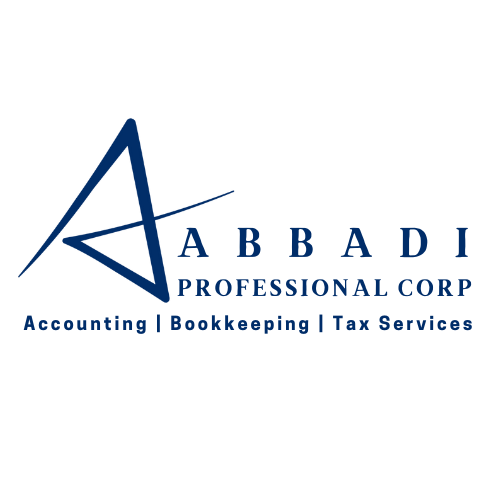 ABBADI
PROFESSIONAL CORP
Accounting | Bookkeeping | Tax Services